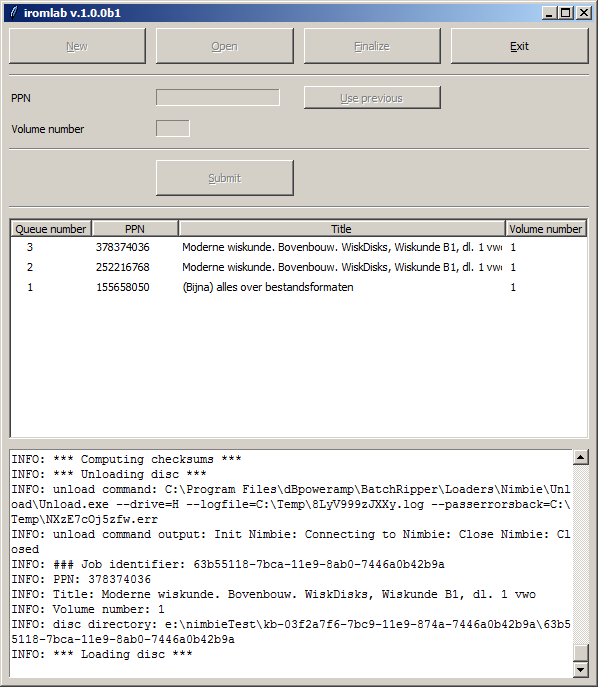 iromlab v.1.0.0b1
New Open Finalize Exit
PPN Use previous
Volume number
Submit
Queue number PPN Title Volume number
3 378374036 Moderne wiskunde. Bovenbouw. WiskDisks, Wiskunde B1, dl. 1 vwo 1
2 252216768 Moderne wiskunde. Bovenbouw. WiskDisks, Wiskunde B1, dl. 1 vwo 1
1 155658050 (Bijna) alles over bestandsformaten 1
INFO: *** Computing checksums ***
INFO: *** Unloading disc ***
INFO: unload command: C:\Program Files\dBpoweramp\BatchRipper\Loaders\Nimbie\Unl
oad\Unload.exe --drive=H --logfile=C:\Temp\8LyV999zJXXy.log --passerrorsback=C:\
Temp\NXzE7cOj5zfw.err
INFO: unload command output: Init Nimbie: Connecting to Nimbie: Close Nimbie: Cl
osed
INFO: ### Job identifier: 63b55118-7bca-11e9-8ab0-7446a0b42b9a
INFO: PPN: 378374036
INFO: Title: Moderne wiskunde. Bovenbouw. WiskDisks, Wiskunde B1, dl. 1 vwo
INFO: Volume number: 1
INFO: disc directory: e:\nimbieTest\kb-03f2a7f6-7bc9-11e9-874a-7446a0b42b9a\63b5
5118-7bca-11e9-8ab0-7446a0b42b9a
INFO: *** Loading disc ***